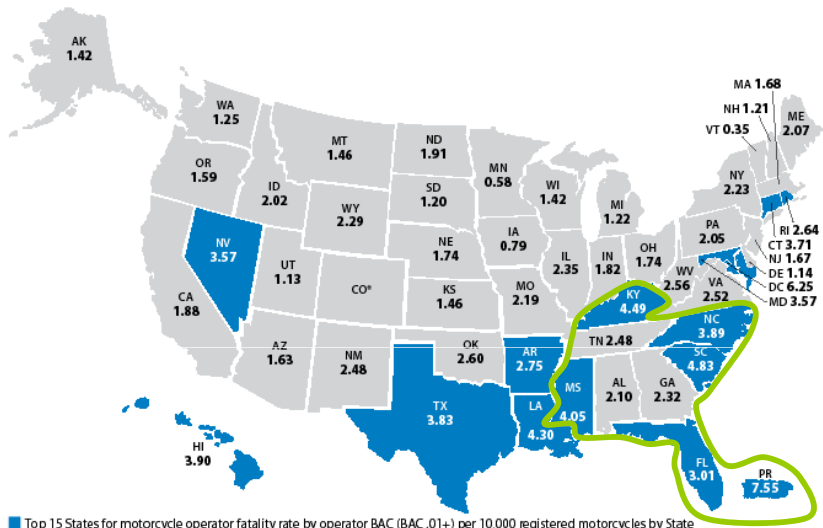 AK
1.42
WA
1.25
OR
1.59
CA
1.88
NV
3.57
ID
2.02
MT
1.46
WY
2.29
UT
1.13
CO*
AZ
1.63
NM
2.48
ND
1.91
SD
1.20
NE
1.74
KS
1.46
OK
2.60
TX
3.83
MN
0.58
IA
0.79
MO
2.19
AR
2.75
LA
4.30
WI
1.42
IL
2.35
MI
1.22
IN
1.82
OH
1.74
KY
4.49
TN 2.48
MS
4.05
AL
2.10
GA
2.32
FL
3.01
SC
4.83
NC
3.89
VA
2.52
WV
2.56
PA
2.05
NY
2.23
ME
2.07
MA 1.68
NH 1.21
VT 0.35
RI 2.64
CT 3.71
NJ 1.67
DE 1.14
DC 6.25
MD 3.57
HI
3.90
PR
7.55
Top 15 States for motorcycle operator fatality rate by operator BAC (BAC .01+) per 10,000 registered motorcycles by State